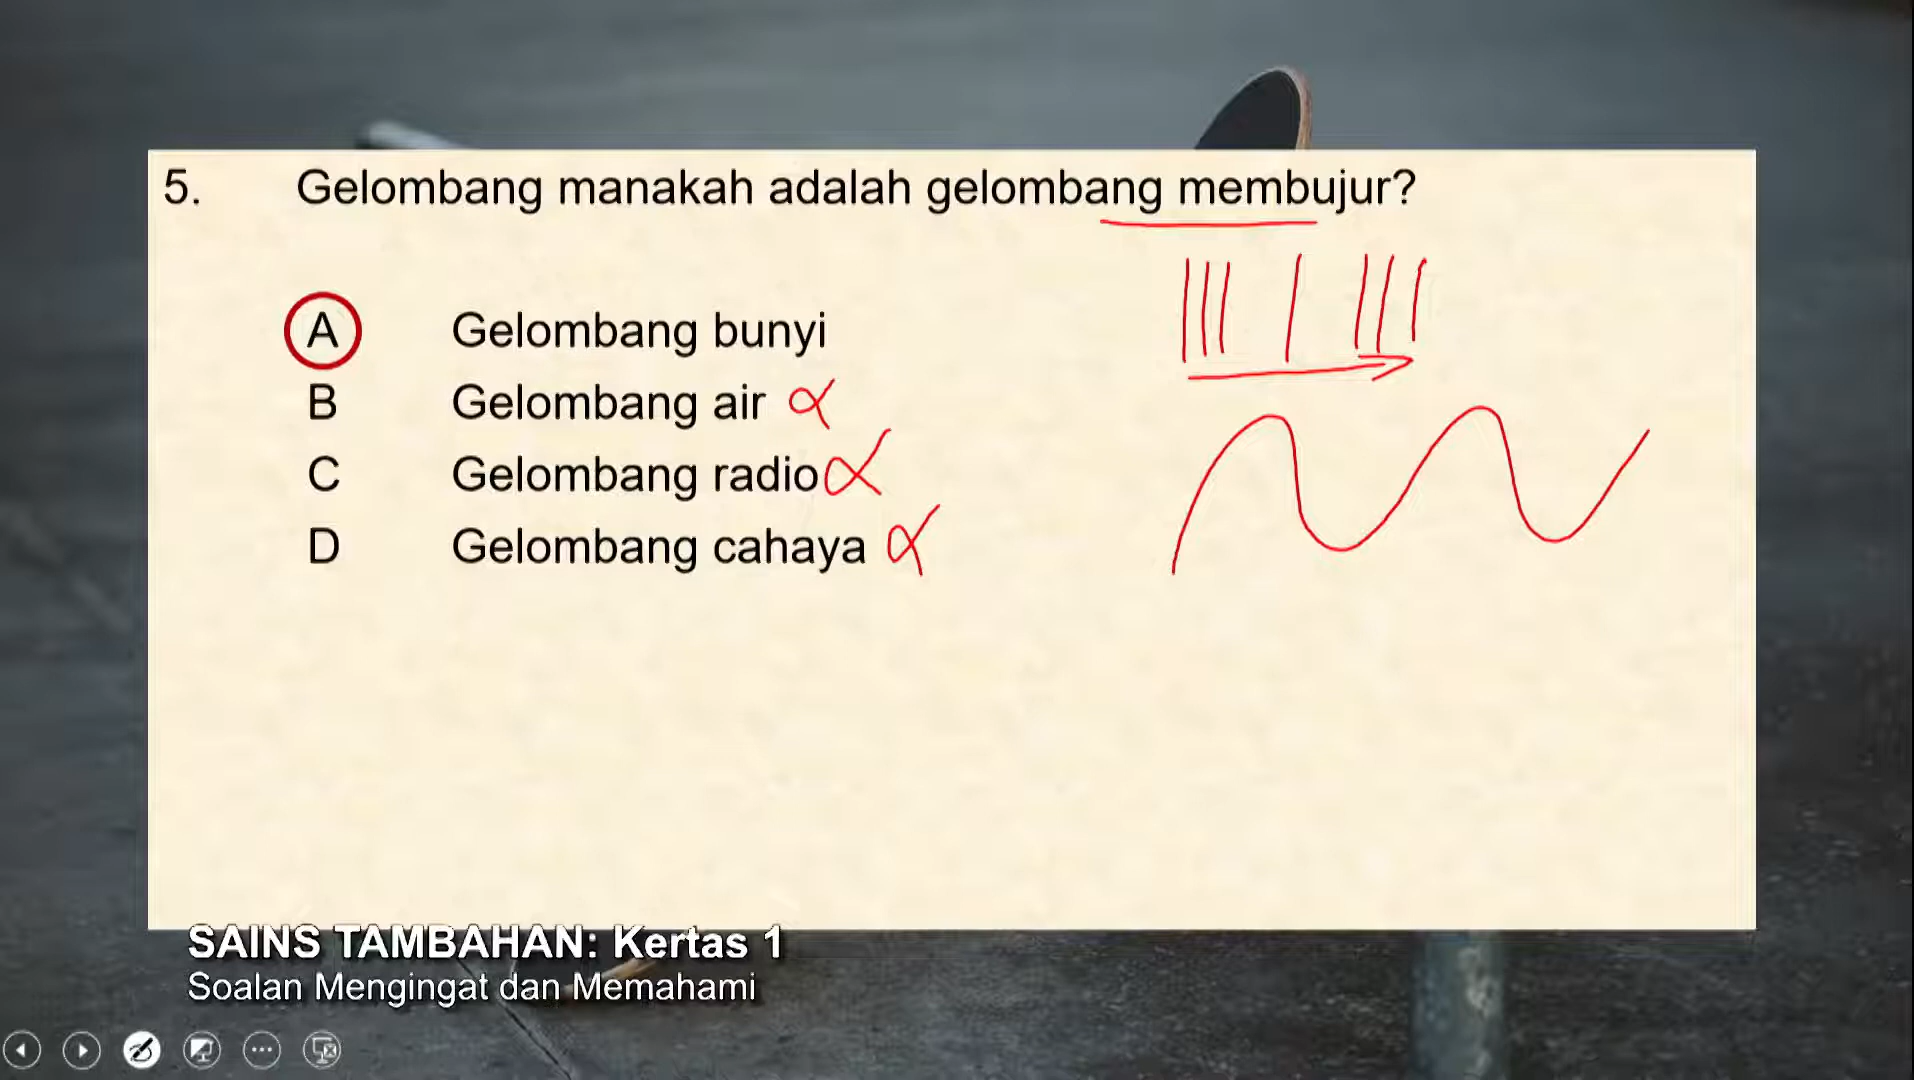 5. Gelombang manakah adalah gelombang membujur?
A Gelombang bunyi
B Gelombang air
C Gelombang radio
D Gelombang cahaya
SAINS TAMBAHAN: Kertas 1
Soalan Mengingat dan Memahami